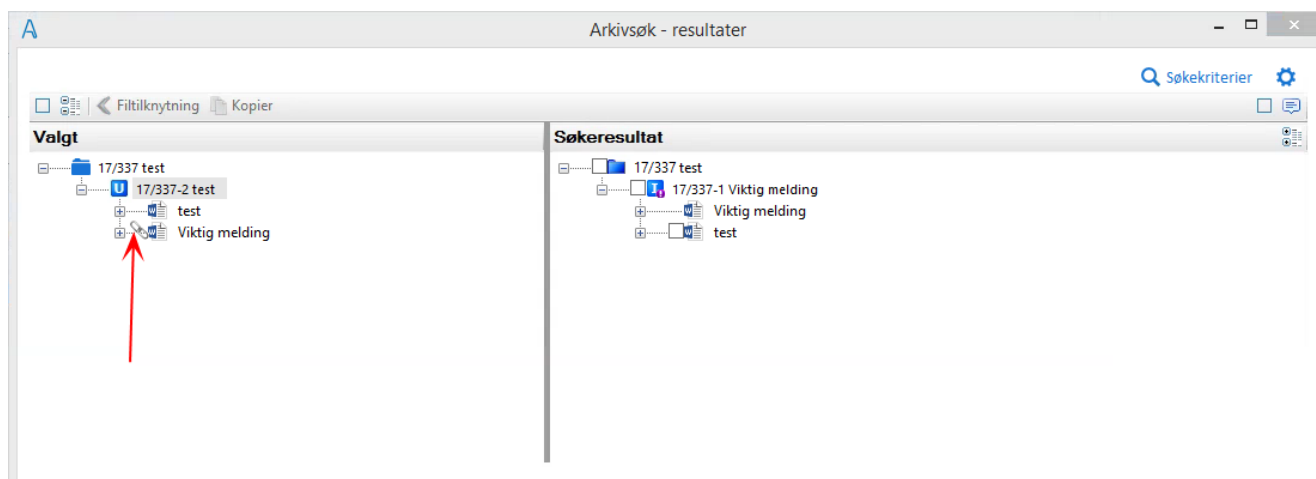 Arkivsøk - resultater
Søkekriterier
Filtilknytning Kopier
Valgt
17/337 test
17/337-2 test
test
Viktig melding
Søkeresultat
17/337 test
17/337-1 Viktig melding
Viktig melding
test